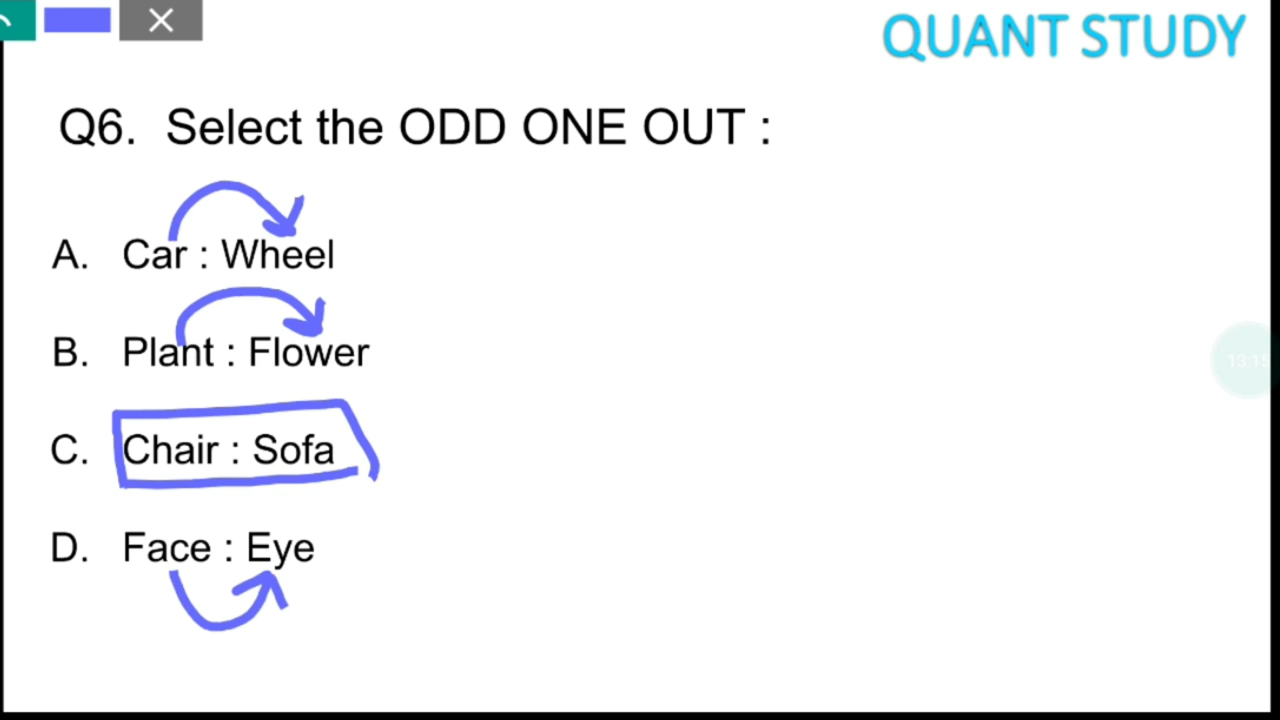 QUANT STUDY
Q6. Select the ODD ONE OUT :
A. Car : Wheel
B. Plant : Flower
C. Chair : Sofa
D. Face : Eye